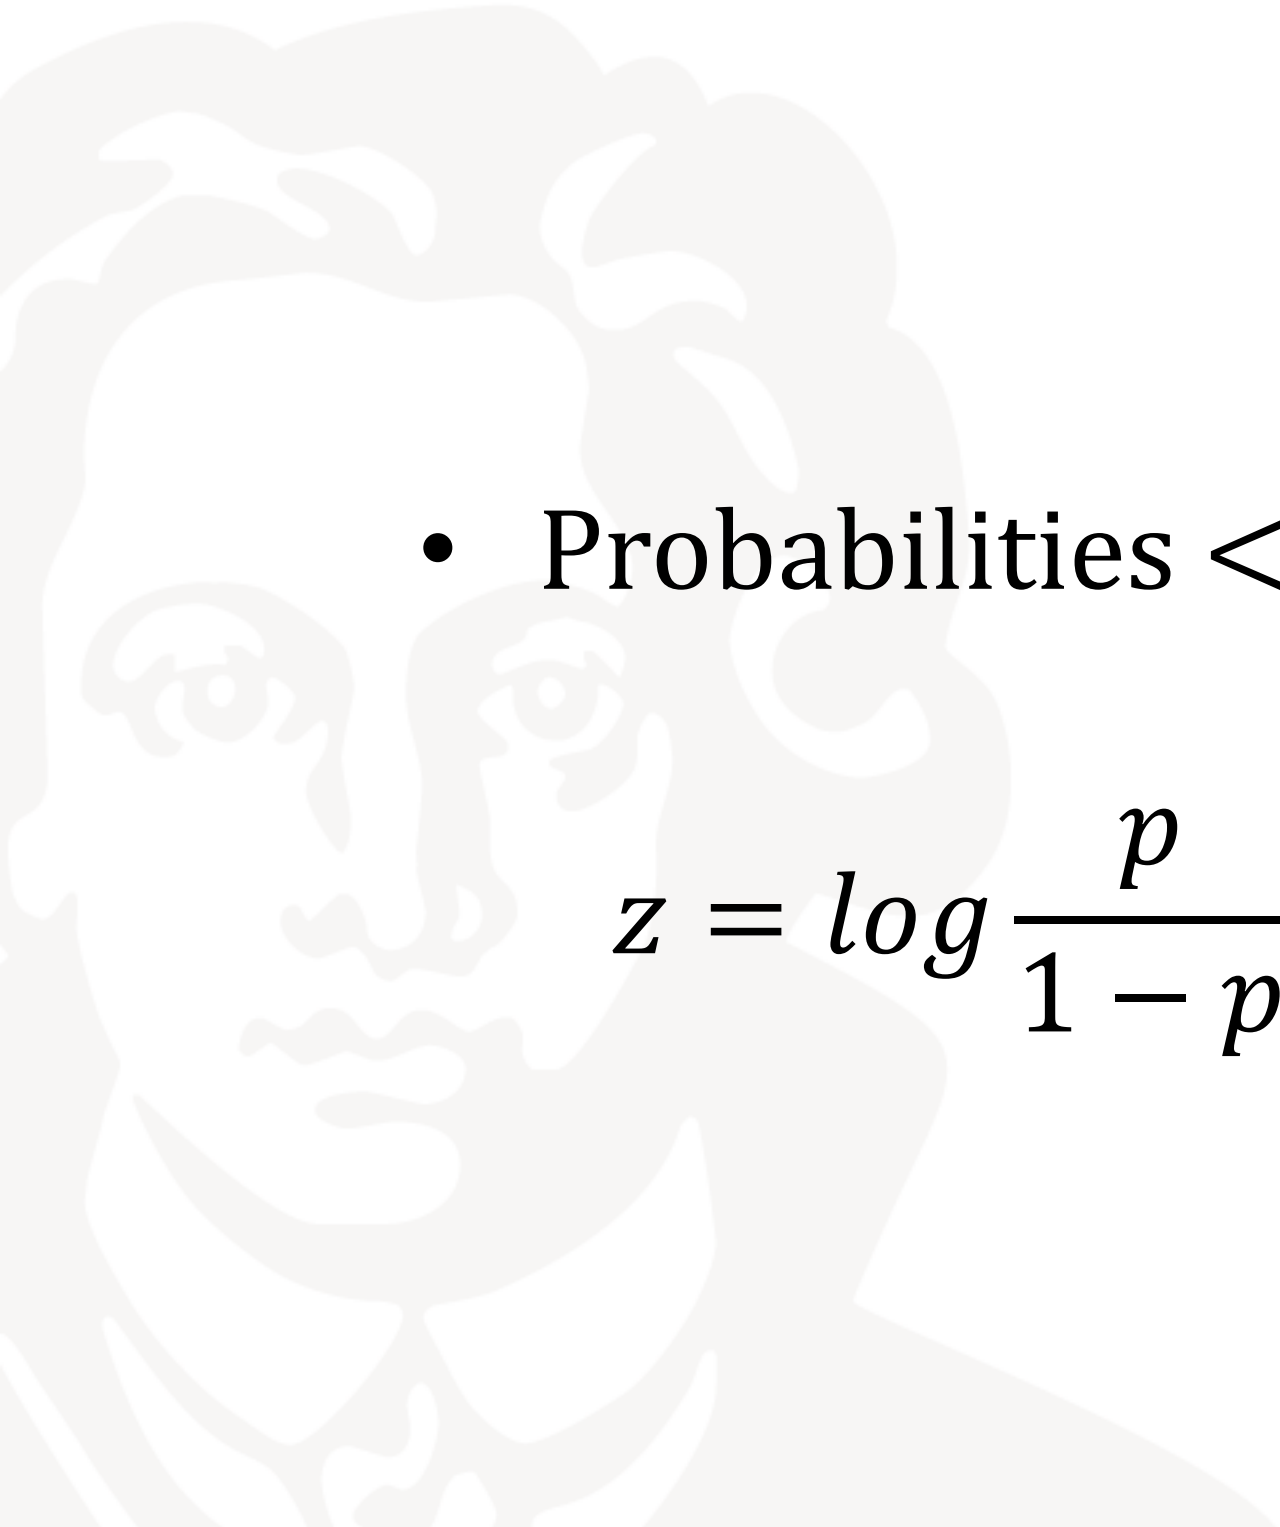 • Probabilities <
z = log p
1 − p